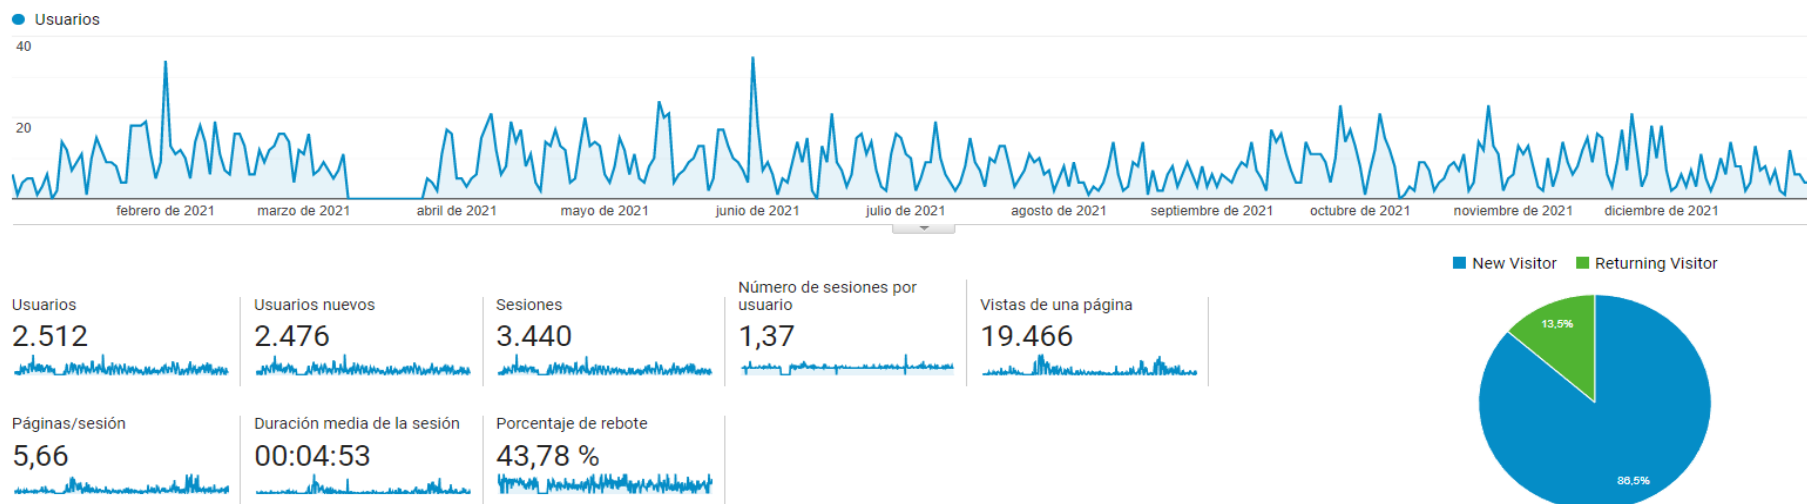 Usuarios
40
20
febrero de 2021
marzo de 2021
abril de 2021
mayo de 2021
junio de 2021
julio de 2021
agosto de 2021
septiembre de 2021
octubre de 2021
noviembre de 2021
diciembre de 2021
New Visitor
Returning Visitor
Usuarios
2.512
Usuarios nuevos
2.476
Sesiones
3.440
Número de sesiones por
usuario
1,37
Vistas de una página
19.466
Páginas/sesión
5,66
Duración media de la sesión
00:04:53
Porcentaje de rebote
43,78 %
13,5%
86,5%